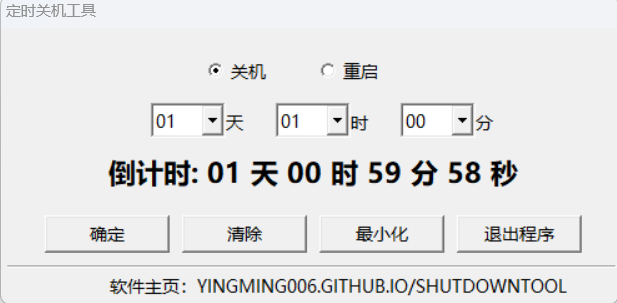 定时关机工具
关机 重启
01 天 01 时 00 分
倒计时: 01 天 00 时 59 分 58 秒
确定 清除 最小化 退出程序
软件主页：YINGMING006.GITHUB.IO/SHUTDOWNTOOL